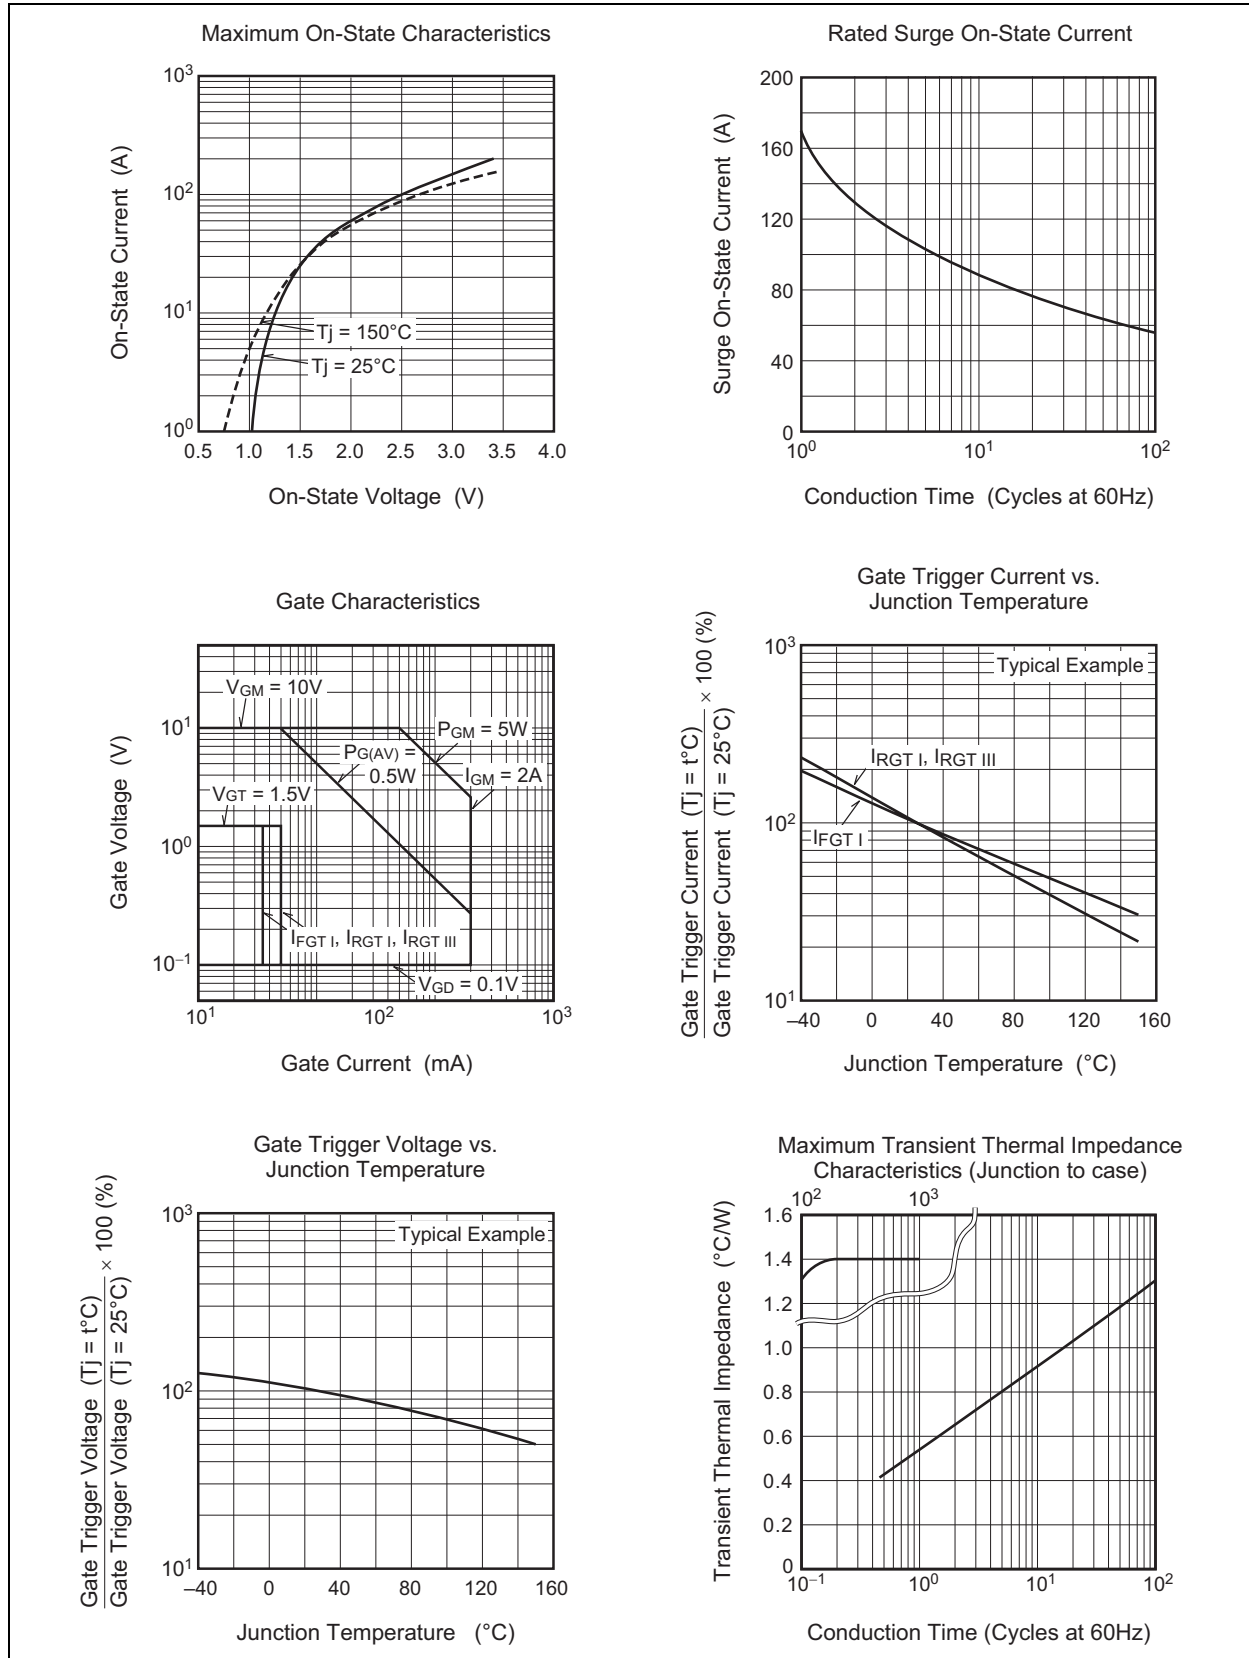 Maximum On-State Characteristics
On-State Current (A)
10³
10²
10¹
10⁰
Tj = 150°C
Tj = 25°C
0.5 1.0 1.5 2.0 2.5 3.0 3.5 4.0
On-State Voltage (V)
Rated Surge On-State Current
Surge On-State Current (A)
200
160
120
80
40
0
10⁰ 10¹ 10²
Conduction Time (Cycles at 60Hz)
Gate Characteristics
Gate Voltage (V)
10¹
10⁰
10⁻¹
VGM = 10V
PG(AV) =
0.5W
PGM = 5W
IGM = 2A
VGT = 1.5V
IFGT I, IRGT I, IRGT III
VGD = 0.1V
10¹ 10² 10³
Gate Current (mA)
Gate Trigger Current vs.
Junction Temperature
Gate Trigger Current (Tj = t°C)
Gate Trigger Current (Tj = 25°C)
× 100 (%)
10³
10²
10¹
Typical Example
IRGT I, IRGT III
IFGT I
–40 0 40 80 120 160
Junction Temperature (°C)
Gate Trigger Voltage vs.
Junction Temperature
Gate Trigger Voltage (Tj = t°C)
Gate Trigger Voltage (Tj = 25°C)
× 100 (%)
10³
10²
10¹
Typical Example
–40 0 40 80 120 160
Junction Temperature (°C)
Maximum Transient Thermal Impedance
Characteristics (Junction to case)
10² 10³
Transient Thermal Impedance (°C/W)
1.6
1.4
1.2
1.0
0.8
0.6
0.4
0.2
0
10⁻¹ 10⁰ 10¹ 10²
Conduction Time (Cycles at 60Hz)